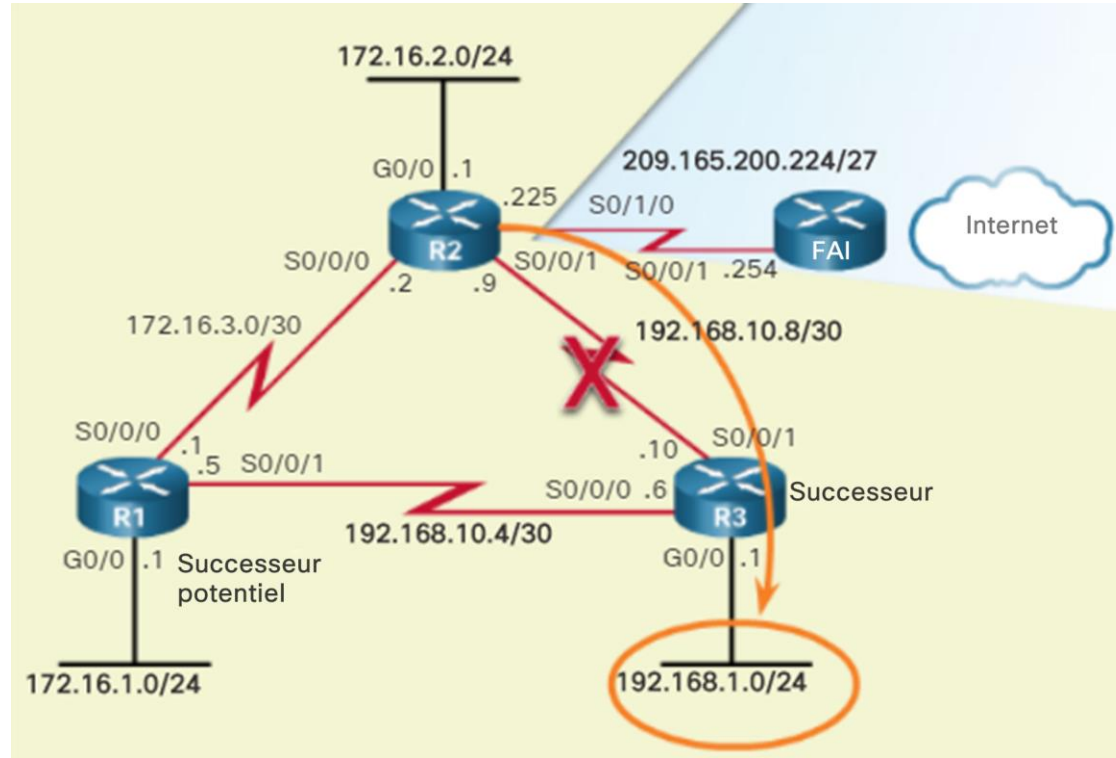 172.16.2.0/24
G0/0 .1
209.165.200.224/27
.225
S0/1/0
Internet
R2
FAI
S0/0/0
S0/0/1
S0/0/1 .254
.2
.9
172.16.3.0/30
192.168.10.8/30
X
S0/0/0
.1
S0/0/1
.10
.5 S0/0/1
S0/0/0 .6
Successeur
R1
R3
192.168.10.4/30
G0/0 .1
Successeur
potentiel
G0/0 .1
172.16.1.0/24
192.168.1.0/24